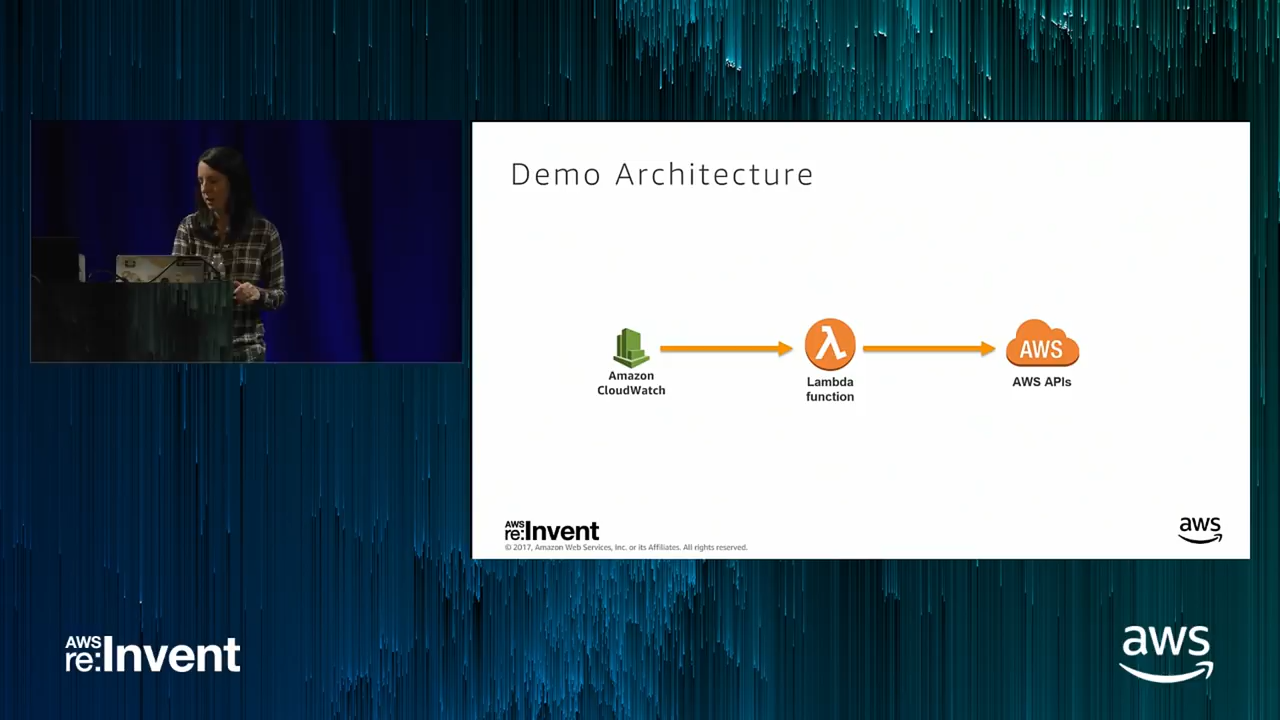 Demo Architecture
Amazon
CloudWatch
λ
Lambda
function
AWS
AWS APIs
AWS
re:Invent
© 2017, Amazon Web Services, Inc. or its Affiliates. All rights reserved.
aws
AWS
re:Invent
aws